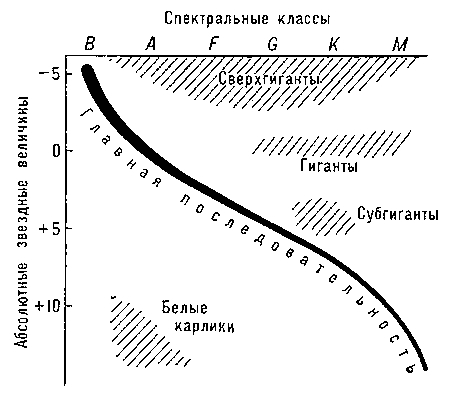 Спектральные классы
B A F G K M
Абсолютные звездные величины
-5
0
+5
+10
Сверхгиганты
Гиганты
Субгиганты
Главная последовательность
Белые
карлики